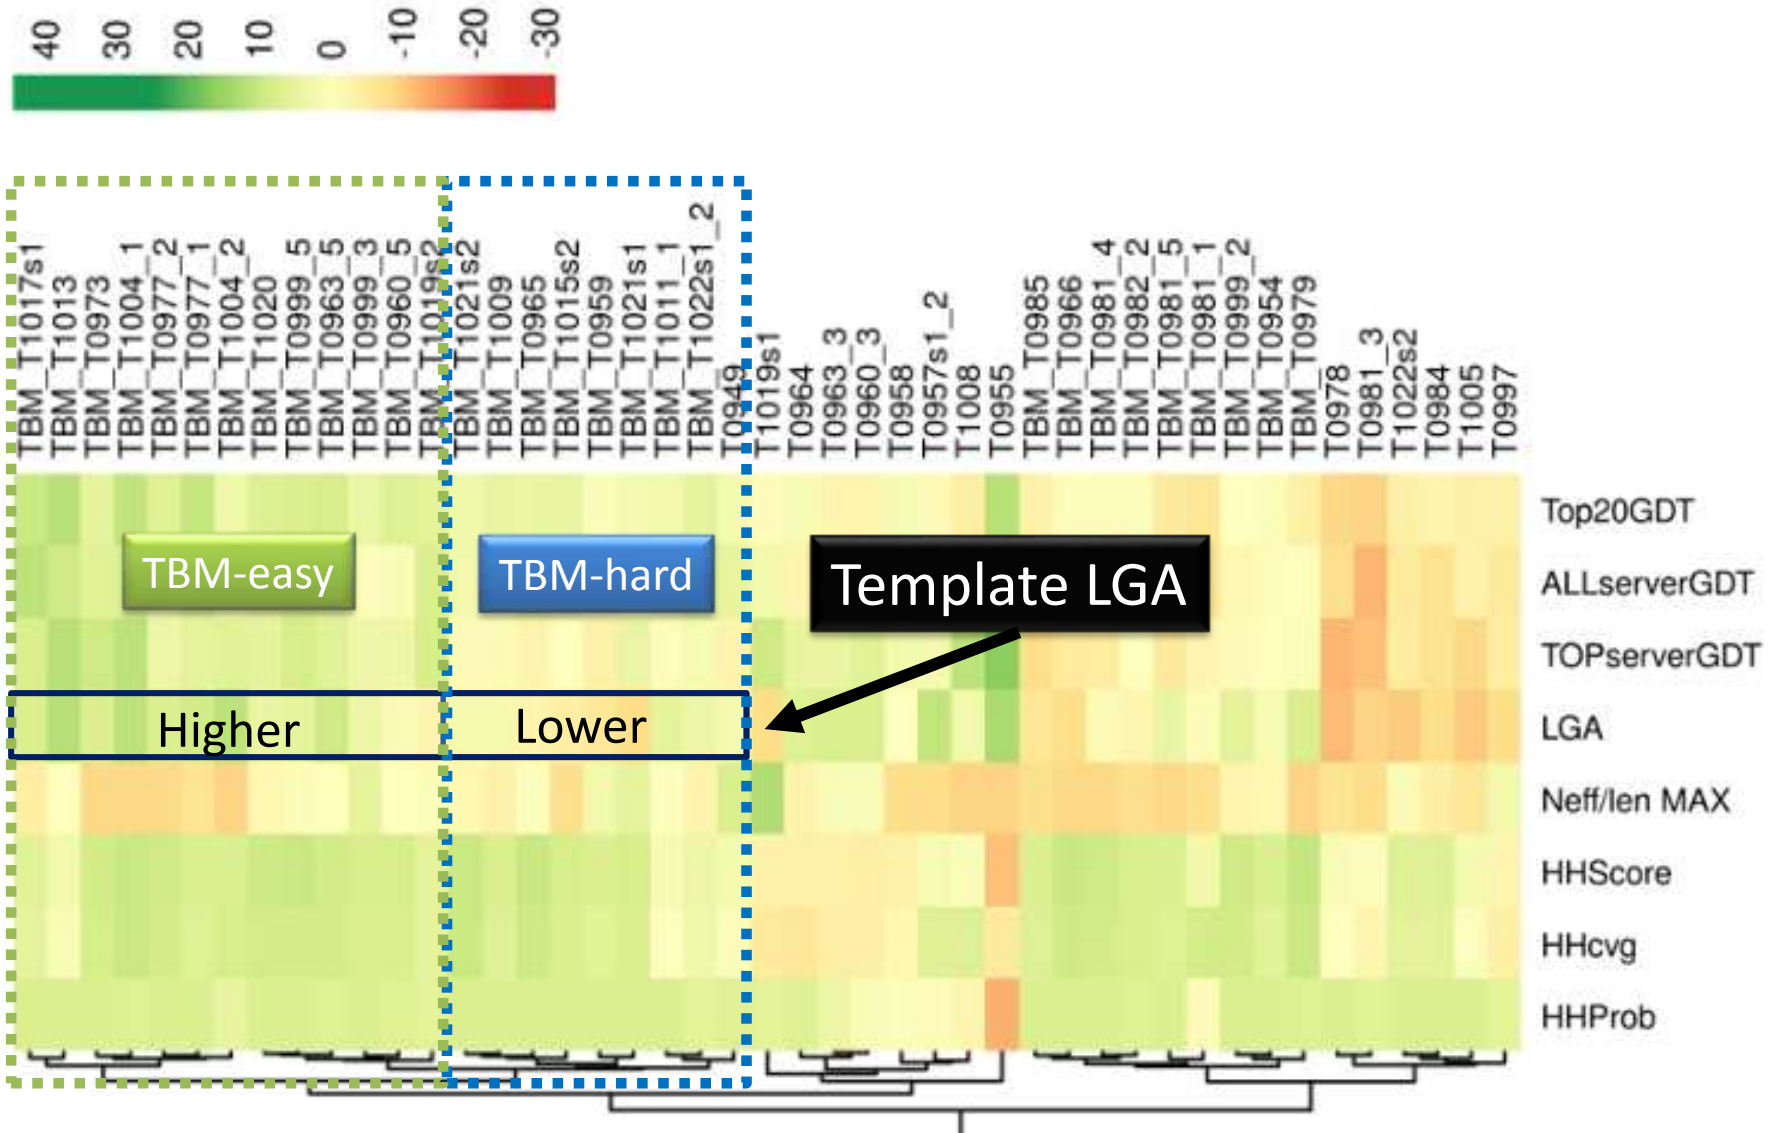 40 30 20 10 0 -10 -20 -30
TBM_T1017s1
TBM_T1013
TBM_T0973
TBM_T1004_1
TBM_T0977_2
TBM_T0977_1
TBM_T1004_2
TBM_T1020
TBM_T0999_5
TBM_T0963_5
TBM_T0999_3
TBM_T0960_5
TBM_T1019s2
TBM_T1021s2
TBM_T1009
TBM_T0965
TBM_T1015s2
TBM_T0959
TBM_T1021s1
TBM_T1011_1
TBM_T1022s1_2
T0949
T1019s1
T0964
T0963_3
T0960_3
T0958
T0957s1_2
T1008
T0955
TBM_T0985
TBM_T0966
TBM_T0981_4
TBM_T0982_2
TBM_T0981_5
TBM_T0981_1
TBM_T0999_2
TBM_T0954
TBM_T0979
T0978
T0981_3
T1022s2
T0984
T1005
T0997
Top20GDT
TBM-easy
TBM-hard
Template LGA
ALLserverGDT
TOPserverGDT
Higher
Lower
LGA
Neff/len MAX
HHScore
HHcvg
HHProb